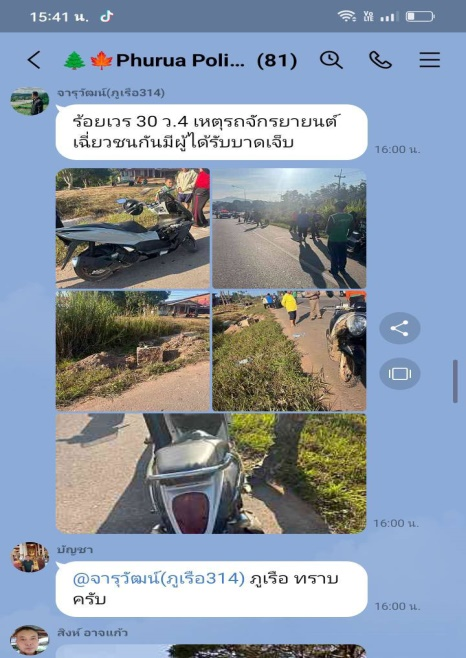 15:41 น.
Phurua Poli... (81)
จารุวัฒน์(ภูเรือ314)
ร้อยเวร 30 ว.4 เหตุรถจักรยายนต์
เฉี่ยวชนกันมีผู้ได้รับบาดเจ็บ
16:00 น.
16:00 น.
บัญชา
@จารุวัฒน์(ภูเรือ314) ภูเรือ ทราบ
ครับ
16:00 น.
สิงห์ อาจแก้ว